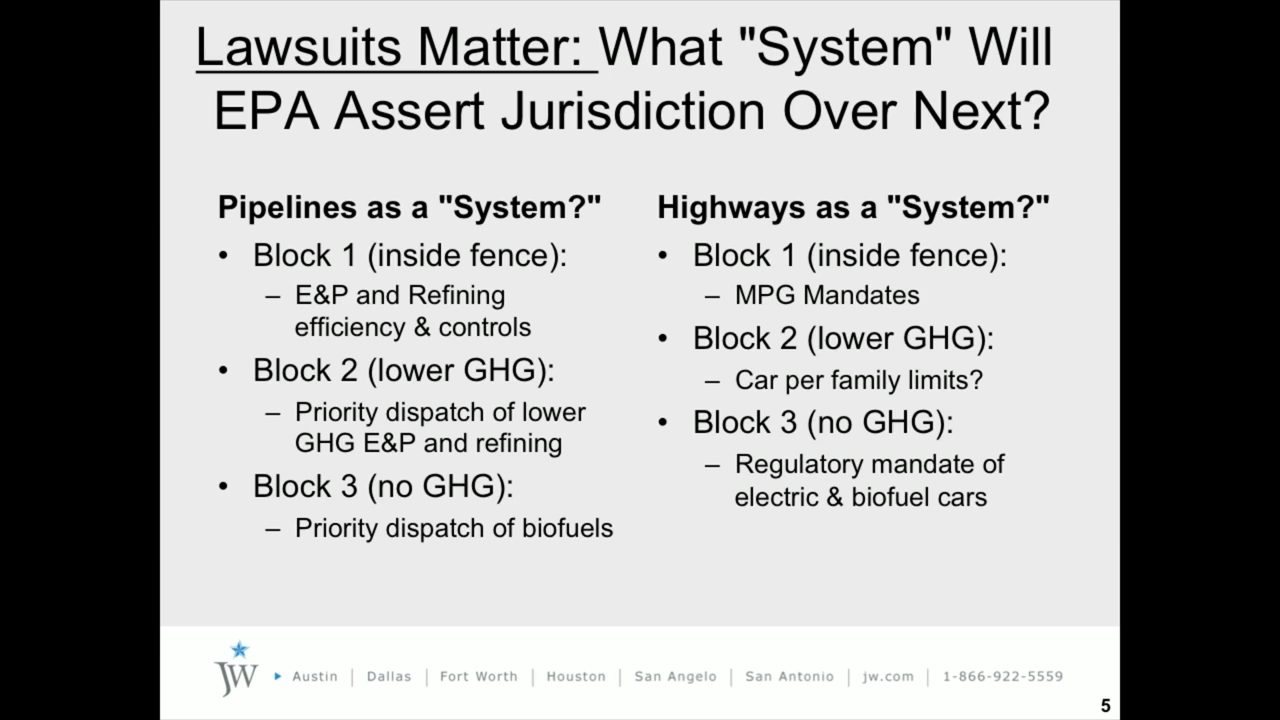 Lawsuits Matter: What "System" Will
EPA Assert Jurisdiction Over Next?
Pipelines as a "System?"
• Block 1 (inside fence):
– E&P and Refining
efficiency & controls
• Block 2 (lower GHG):
– Priority dispatch of lower
GHG E&P and refining
• Block 3 (no GHG):
– Priority dispatch of biofuels
Highways as a "System?"
• Block 1 (inside fence):
– MPG Mandates
• Block 2 (lower GHG):
– Car per family limits?
• Block 3 (no GHG):
– Regulatory mandate of
electric & biofuel cars
JW Austin | Dallas | Fort Worth | Houston | San Angelo | San Antonio | jw.com | 1-866-922-5559
5